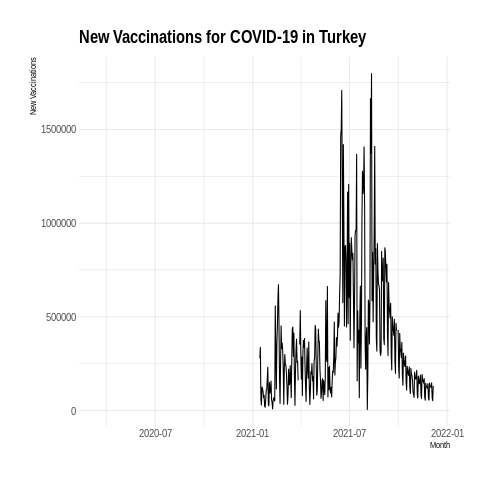 New Vaccinations for COVID-19 in Turkey
New Vaccinations
1500000
1000000
500000
0
2020-07
2021-01
2021-07
2022-01
Month